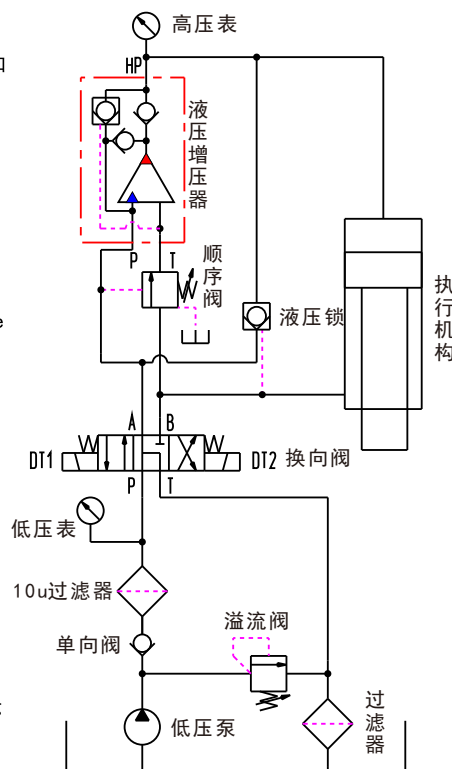 高压表
HP
液压增压器
P T
顺序阀
液压锁
执行机构
A B
DT1
DT2
换向阀
P T
低压表
10u过滤器
溢流阀
单向阀
过滤器
低压泵
e